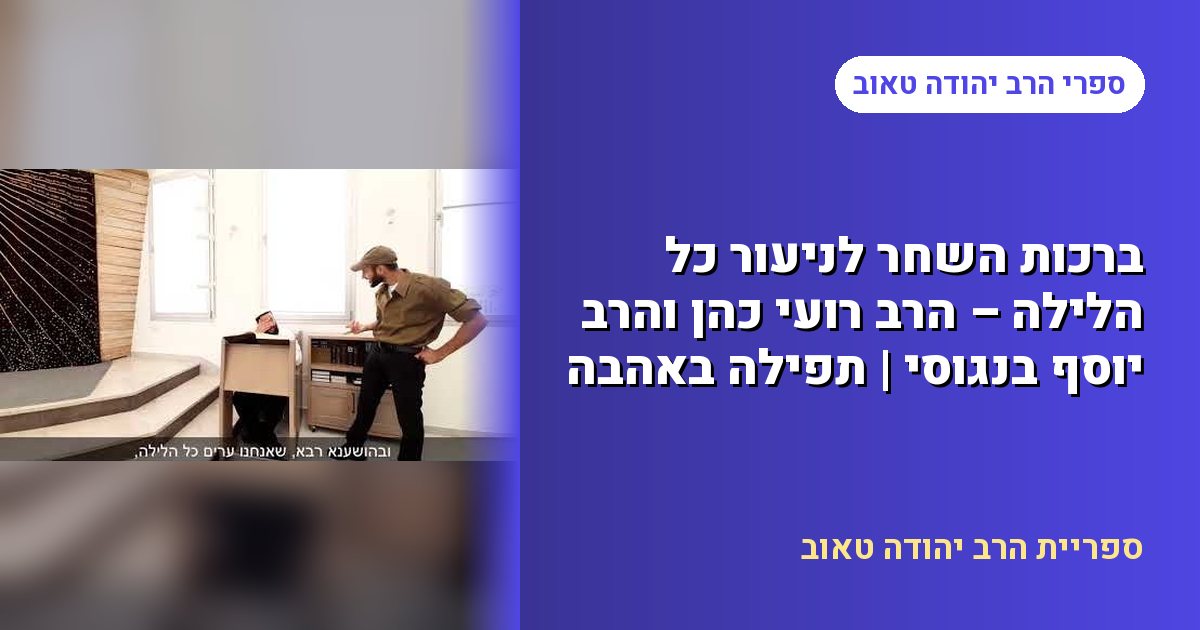 ספרי הרב יהודה טאוב
ברכות השחר לניעור כל
הלילה – הרב רועי כהן והרב
יוסף בנגוסי | תפילה באהבה
ובהושענא רבא, שאנחנו ערים כל הלילה,
ספריית הרב יהודה טאוב